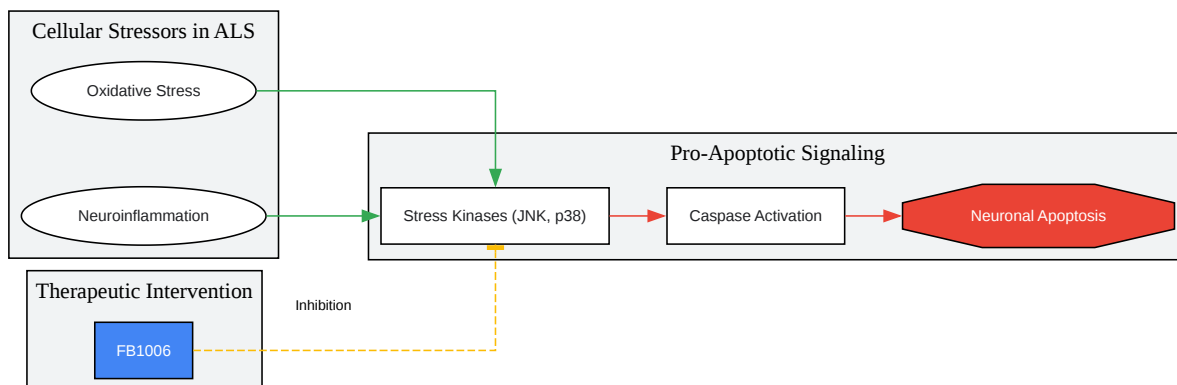 Cellular Stressors in ALS
Oxidative Stress
Neuroinflammation
Pro-Apoptotic Signaling
Stress Kinases (JNK, p38)
Caspase Activation
Neuronal Apoptosis
Therapeutic Intervention
FB1006
Inhibition